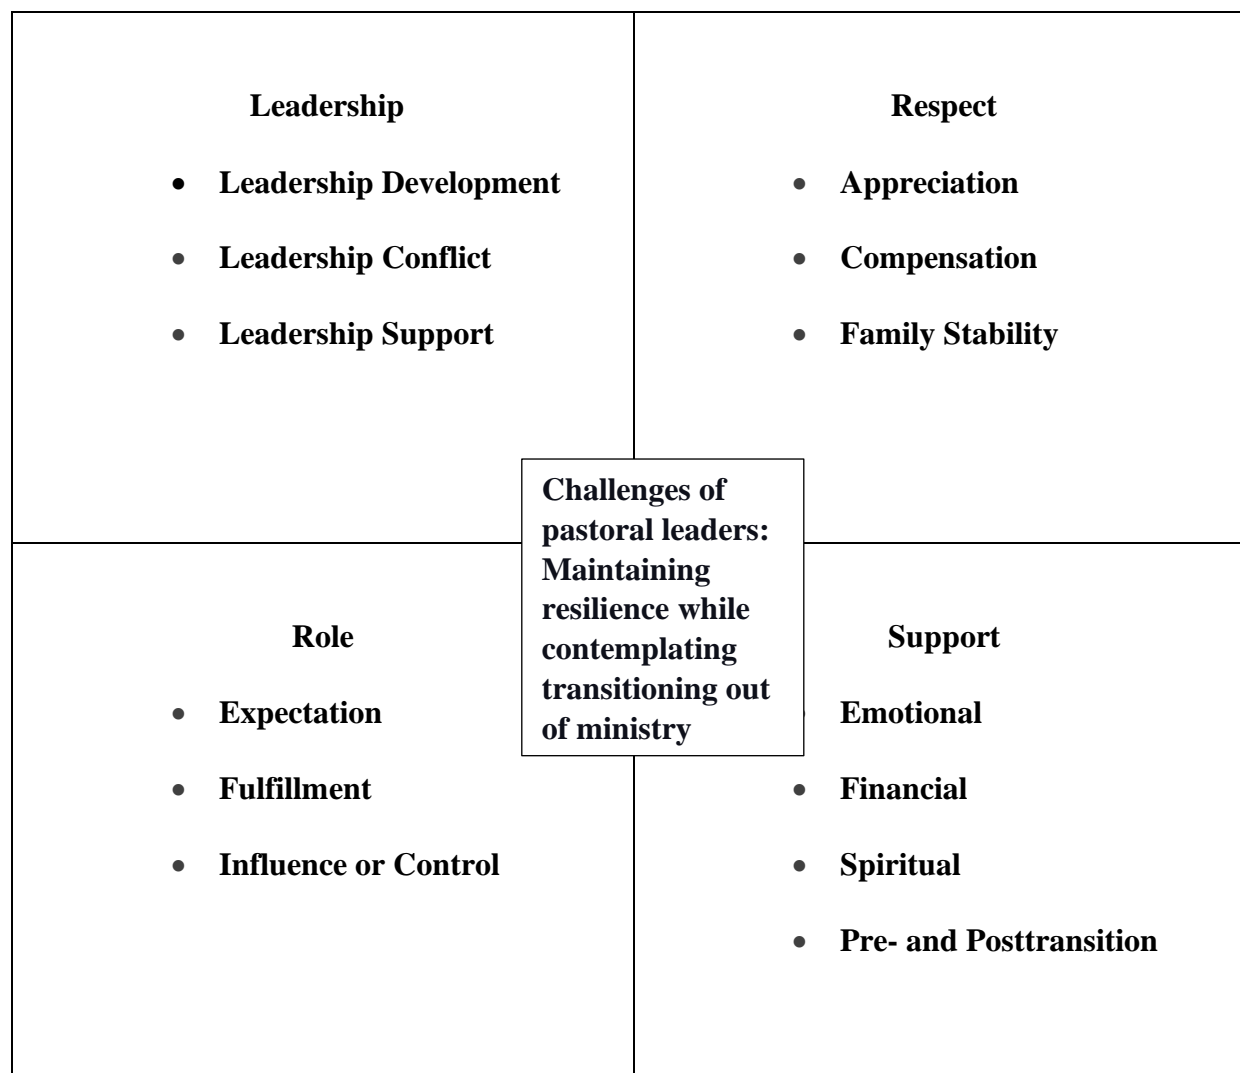 Leadership
• Leadership Development
• Leadership Conflict
• Leadership Support
Respect
• Appreciation
• Compensation
• Family Stability
Challenges of
pastoral leaders:
Maintaining
resilience while
contemplating
transitioning out
of ministry
Role
• Expectation
• Fulfillment
• Influence or Control
Support
• Emotional
• Financial
• Spiritual
• Pre- and Posttransition